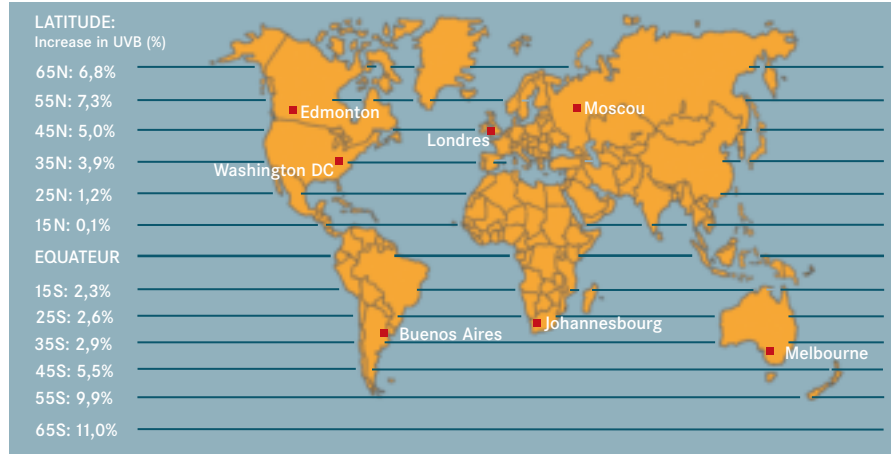 LATITUDE:
Increase in UVB (%)
65N: 6,8%
55N: 7,3%
Edmonton
Moscou
45N: 5,0%
Londres
35N: 3,9%
Washington DC
25N: 1,2%
15N: 0,1%
EQUATEUR
15S: 2,3%
25S: 2,6%
Johannesbourg
Buenos Aires
35S: 2,9%
Melbourne
45S: 5,5%
55S: 9,9%
65S: 11,0%